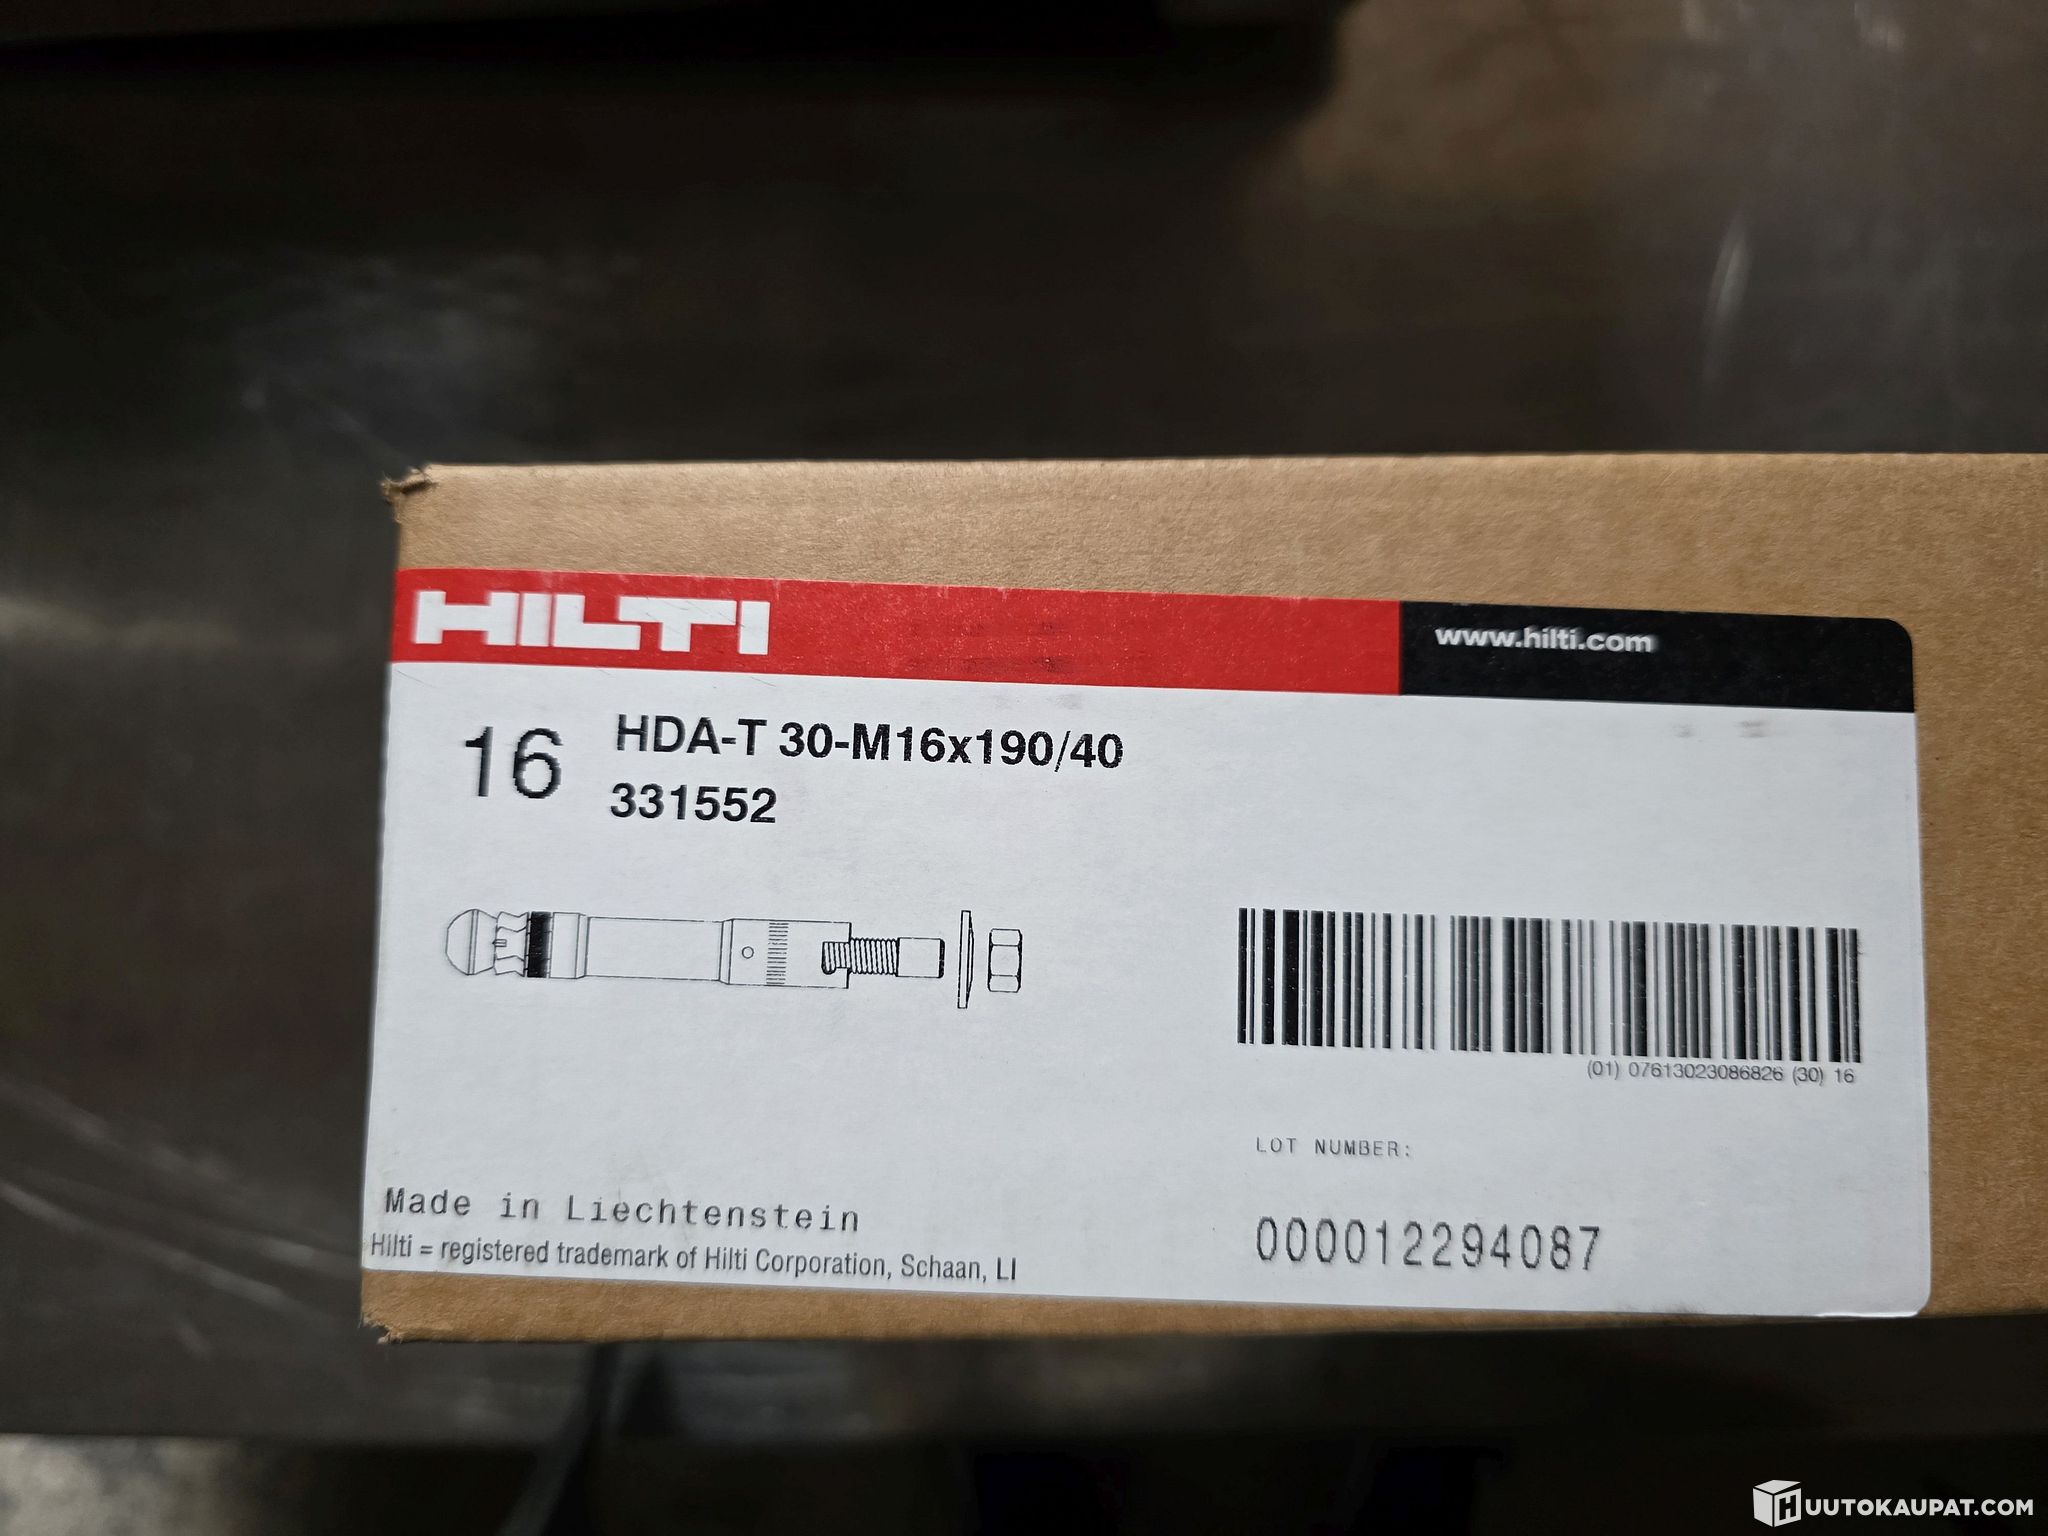 HILTI
www.hilti.com
16
HDA-T 30-M16x190/40
331552
(01) 07613023086826 (30) 16
LOT NUMBER:
000012294087
Made in Liechtenstein
Hilti = registered trademark of Hilti Corporation, Schaan, LI
HUUTOKAUPAT.COM